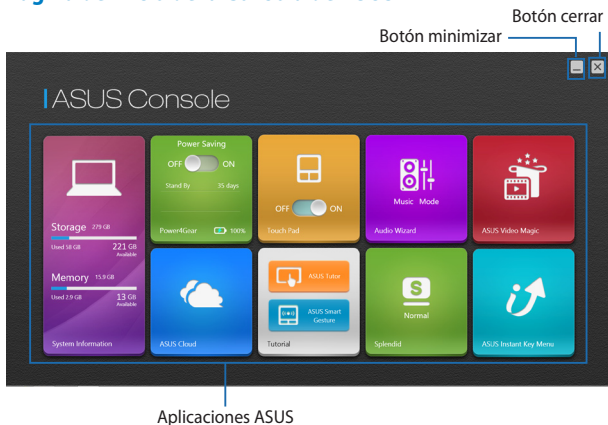 Botón cerrar
Botón minimizar
ASUS Console
Power Saving
OFF ON
Stand By 35 days
Power4Gear 100%
OFF ON
Touch Pad
Music Mode
Audio Wizard
ASUS Video Magic
Storage 279 GB
Used 58 GB 221 GB
Available
Memory 15.9 GB
Used 2.9 GB 13 GB
Available
System Information
ASUS Cloud
ASUS Tutor
ASUS Smart
Gesture
Tutorial
S
Normal
Splendid
ASUS Instant Key Menu
Aplicaciones ASUS